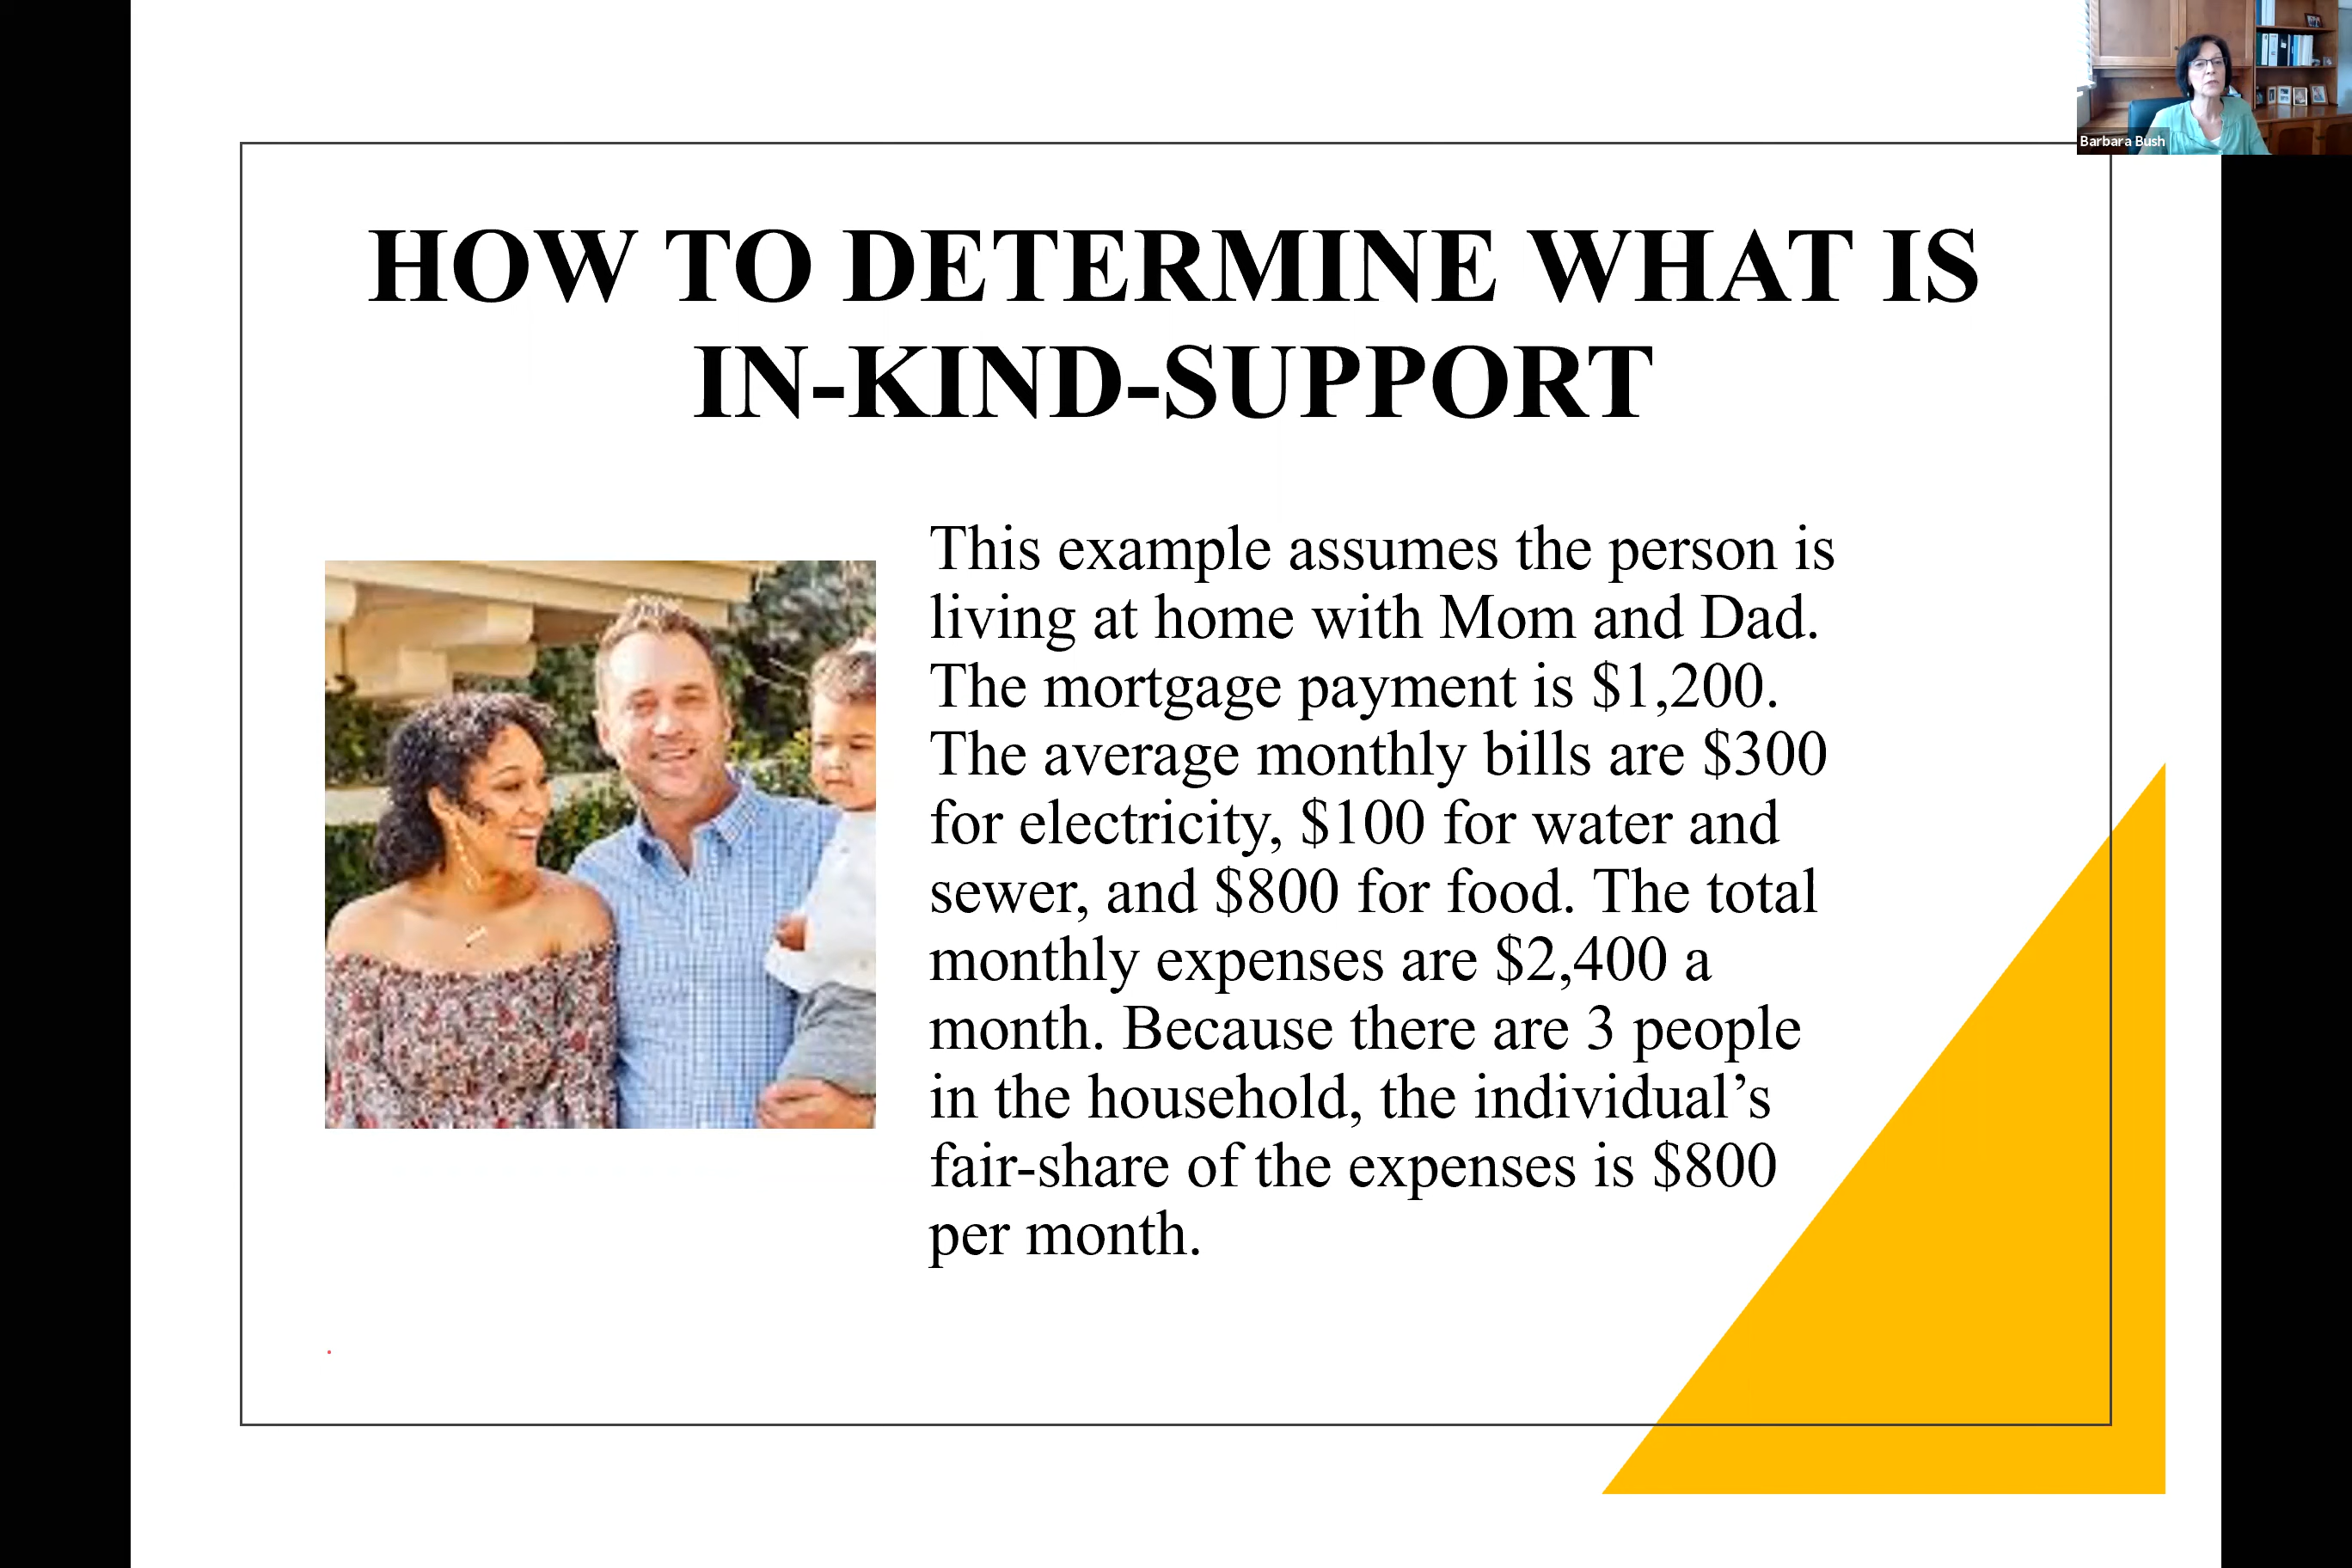 Barbara Bush
HOW TO DETERMINE WHAT IS
IN-KIND-SUPPORT
This example assumes the person is
living at home with Mom and Dad.
The mortgage payment is $1,200.
The average monthly bills are $300
for electricity, $100 for water and
sewer, and $800 for food. The total
monthly expenses are $2,400 a
month. Because there are 3 people
in the household, the individual’s
fair-share of the expenses is $800
per month.